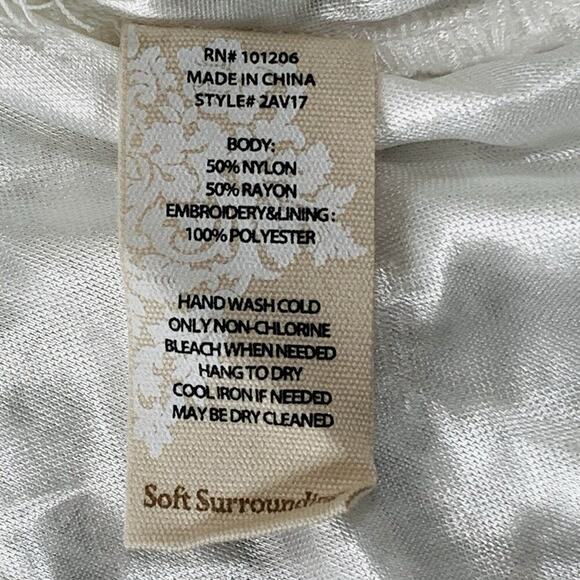 RN# 101206
MADE IN CHINA
STYLE# 2AV17
BODY:
50% NYLON
50% RAYON
EMBROIDERY&LINING :
100% POLYESTER
HAND WASH COLD
ONLY NON-CHLORINE
BLEACH WHEN NEEDED
HANG TO DRY
COOL IRON IF NEEDED
MAY BE DRY CLEANED
Soft